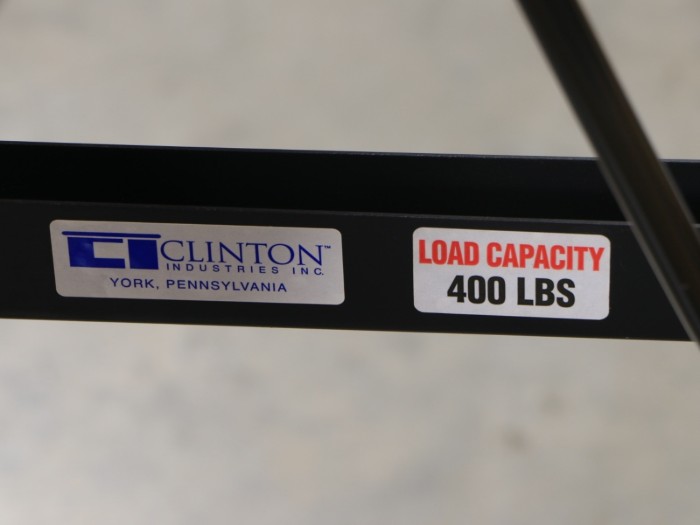 CLINTON™
INDUSTRIES INC.
YORK, PENNSYLVANIA
LOAD CAPACITY
400 LBS